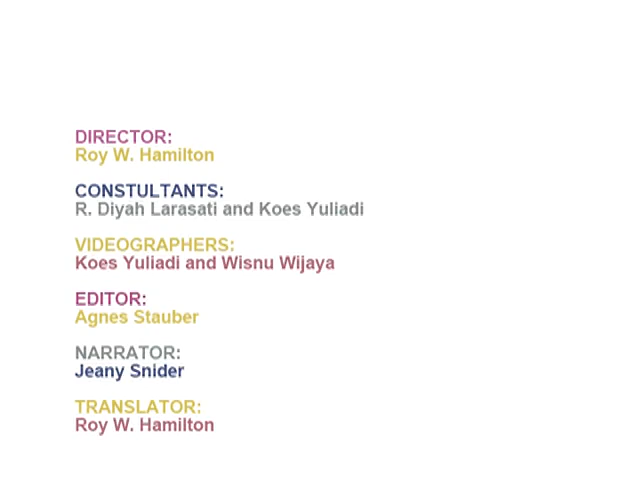 DIRECTOR:
Roy W. Hamilton
CONSTULTANTS:
R. Diyah Larasati and Koes Yuliadi
VIDEOGRAPHERS:
Koes Yuliadi and Wisnu Wijaya
EDITOR:
Agnes Stauber
NARRATOR:
Jeany Snider
TRANSLATOR:
Roy W. Hamilton